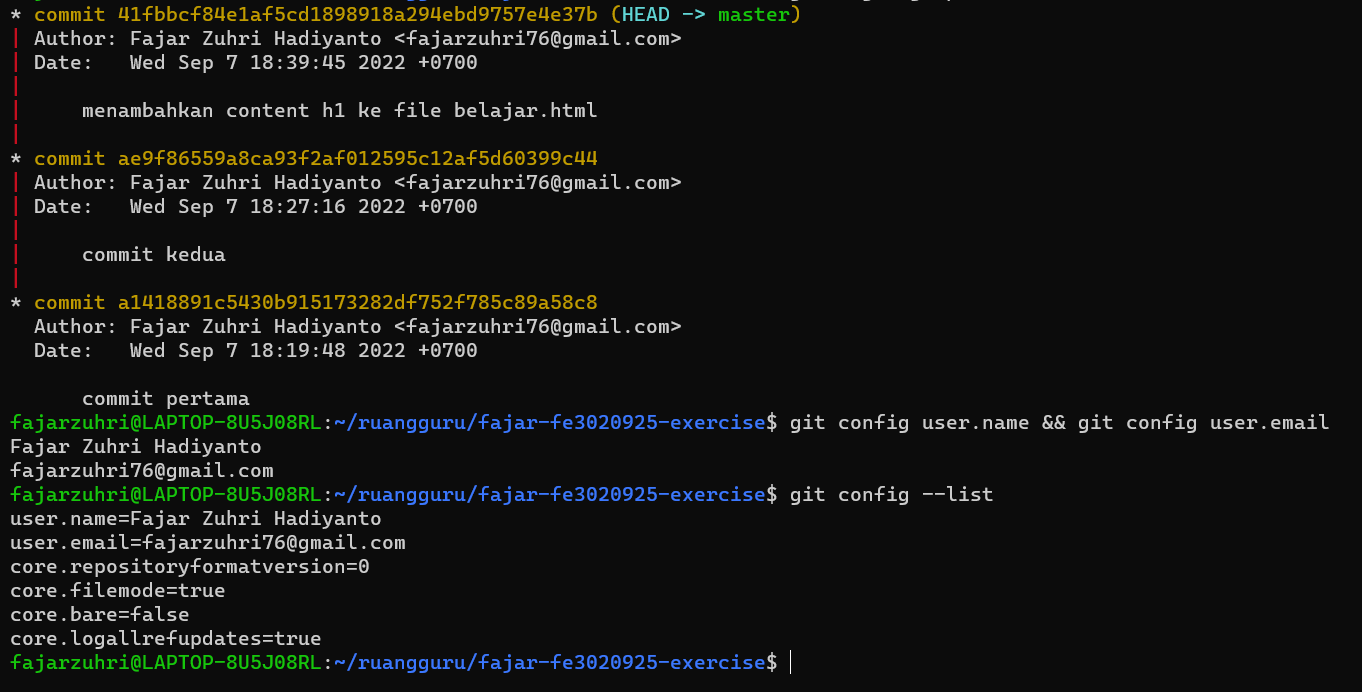 * commit 41fbbcf84e1af5cd1898918a294ebd9757e4e37b (HEAD -> master)
| Author: Fajar Zuhri Hadiyanto <fajarzuhri76@gmail.com>
| Date:   Wed Sep 7 18:39:45 2022 +0700
|
|     menambahkan content h1 ke file belajar.html
|
* commit ae9f86559a8ca93f2af012595c12af5d60399c44
| Author: Fajar Zuhri Hadiyanto <fajarzuhri76@gmail.com>
| Date:   Wed Sep 7 18:27:16 2022 +0700
|
|     commit kedua
|
* commit a1418891c5430b915173282df752f785c89a58c8
  Author: Fajar Zuhri Hadiyanto <fajarzuhri76@gmail.com>
  Date:   Wed Sep 7 18:19:48 2022 +0700

      commit pertama
fajarzuhri@LAPTOP-8U5J08RL:~/ruangguru/fajar-fe3020925-exercise$ git config user.name && git config user.email
Fajar Zuhri Hadiyanto
fajarzuhri76@gmail.com
fajarzuhri@LAPTOP-8U5J08RL:~/ruangguru/fajar-fe3020925-exercise$ git config --list
user.name=Fajar Zuhri Hadiyanto
user.email=fajarzuhri76@gmail.com
core.repositoryformatversion=0
core.filemode=true
core.bare=false
core.logallrefupdates=true
fajarzuhri@LAPTOP-8U5J08RL:~/ruangguru/fajar-fe3020925-exercise$